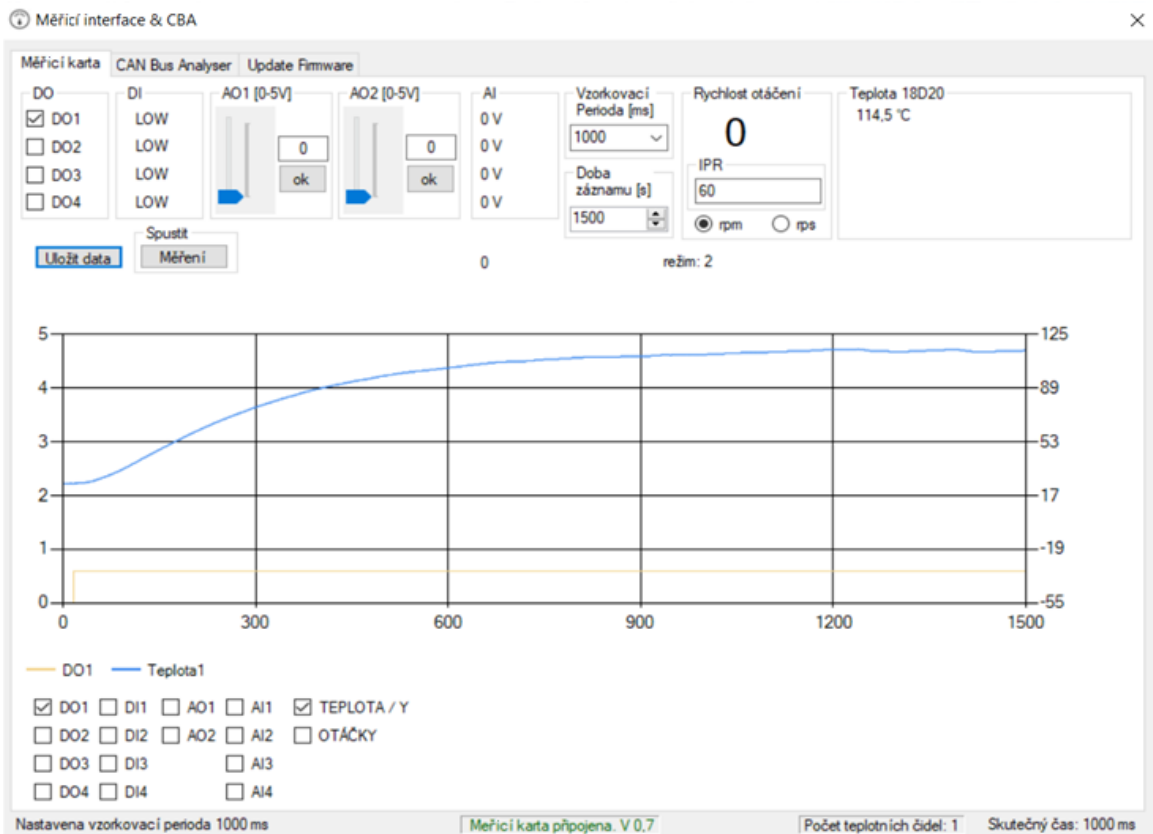 Měřicí interface & CBA
Měřicí karta CAN Bus Analyser Update Firmware
DO DI AO1 [0-5V] AO2 [0-5V] AI Vzorkovací Perioda [ms] Rychlost otáčení Teplota 18D20
DO1 LOW 0 V 114,5 °C
DO2 LOW 0 0 0 V 1000 0
DO3 LOW ok ok 0 V Doba záznamu [s] IPR
DO4 LOW 0 V 1500 60
rpm rps
Spustit
Uložit data Měření 0 režim: 2
5 125
4 89
3 53
2 17
1 -19
0 -55
0 300 600 900 1200 1500
DO1 Teplota1
DO1 DI1 AO1 AI1 TEPLOTA / Y
DO2 DI2 AO2 AI2 OTÁČKY
DO3 DI3 AI3
DO4 DI4 AI4
Nastavena vzorkovací perioda 1000 ms Meřicí karta připojena. V 0,7 Počet teplotních čidel: 1 Skutečný čas: 1000 ms